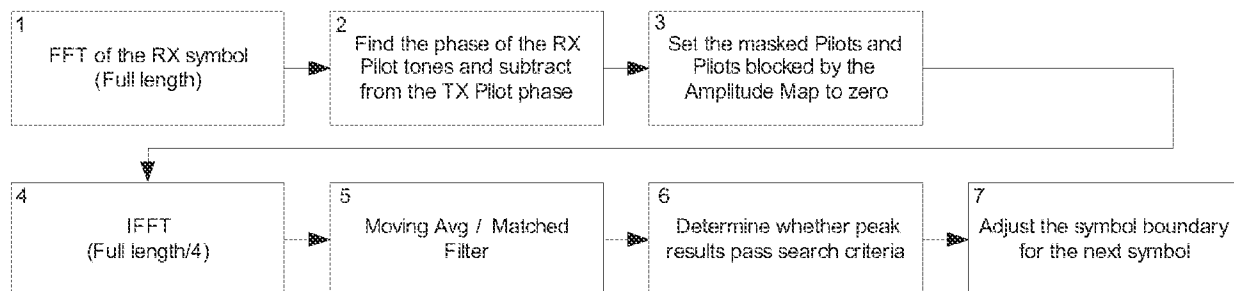 1
FFT of the RX symbol
(Full length)
2
Find the phase of the RX
Pilot tones and subtract
from the TX Pilot phase
3
Set the masked Pilots and
Pilots blocked by the
Amplitude Map to zero
4
IFFT
(Full length/4)
5
Moving Avg / Matched
Filter
6
Determine whether peak
results pass search criteria
7
Adjust the symbol boundary
for the next symbol